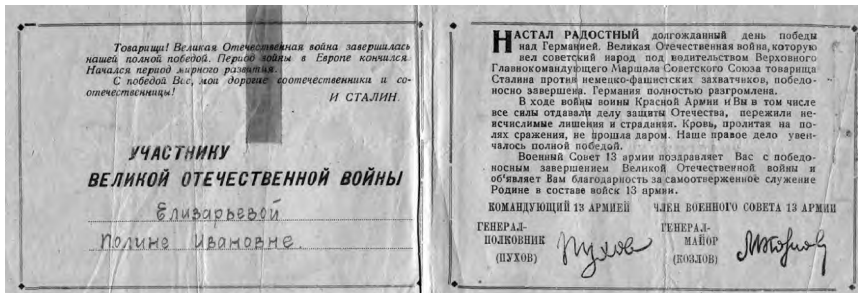 Товарищи! Великая Отечественная война завершилась
нашей полной победой. Период войны в Европе кончился.
Начался период мирного развития.
С победой Вас, мои дорогие соотечественники и со-
отечественницы!
И СТАЛИН.
УЧАСТНИКУ
ВЕЛИКОЙ ОТЕЧЕСТВЕННОЙ ВОЙНЫ
Елизарьевой
Полине Ивановне.
НАСТАЛ РАДОСТНЫЙ долгожданный день победы
над Германией. Великая Отечественная война, которую
вел советский народ под водительством Верховного
Главнокомандующего Маршала Советского Союза товарища
Сталина против немецко-фашистских захватчиков, победо-
носно завершена. Германия полностью разгромлена.
В ходе войны воины Красной Армии и Вы в том числе
все силы отдавали делу защиты Отечества, пережили не-
исчислимые лишения и страдания. Кровь, пролитая на по-
лях сражения, не прошла даром. Наше правое дело увен-
чалось полной победой.
Военный Совет 13 армии поздравляет Вас с победо-
носным завершением Великой Отечественной войны и
об'являет Вам благодарность за самоотверженное служение
Родине в составе войск 13 армии.
КОМАНДУЮЩИЙ 13 АРМИЕЙ
ГЕНЕРАЛ-
ПОЛКОВНИК
(ПУХОВ)
Пухов
ЧЛЕН ВОЕННОГО СОВЕТА 13 АРМИИ
ГЕНЕРАЛ-
МАЙОР
(КОЗЛОВ)